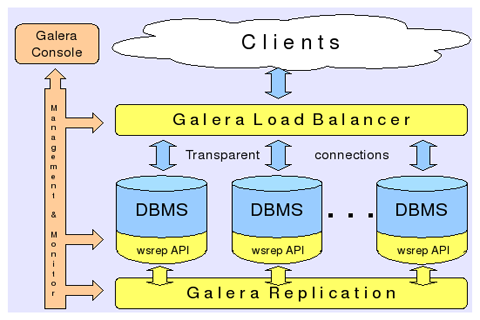 Galera
Console
Clients
Galera Load Balancer
Transparent connections
Management & Monitor
DBMS DBMS . . . DBMS
wsrep API wsrep API wsrep API
Galera Replication